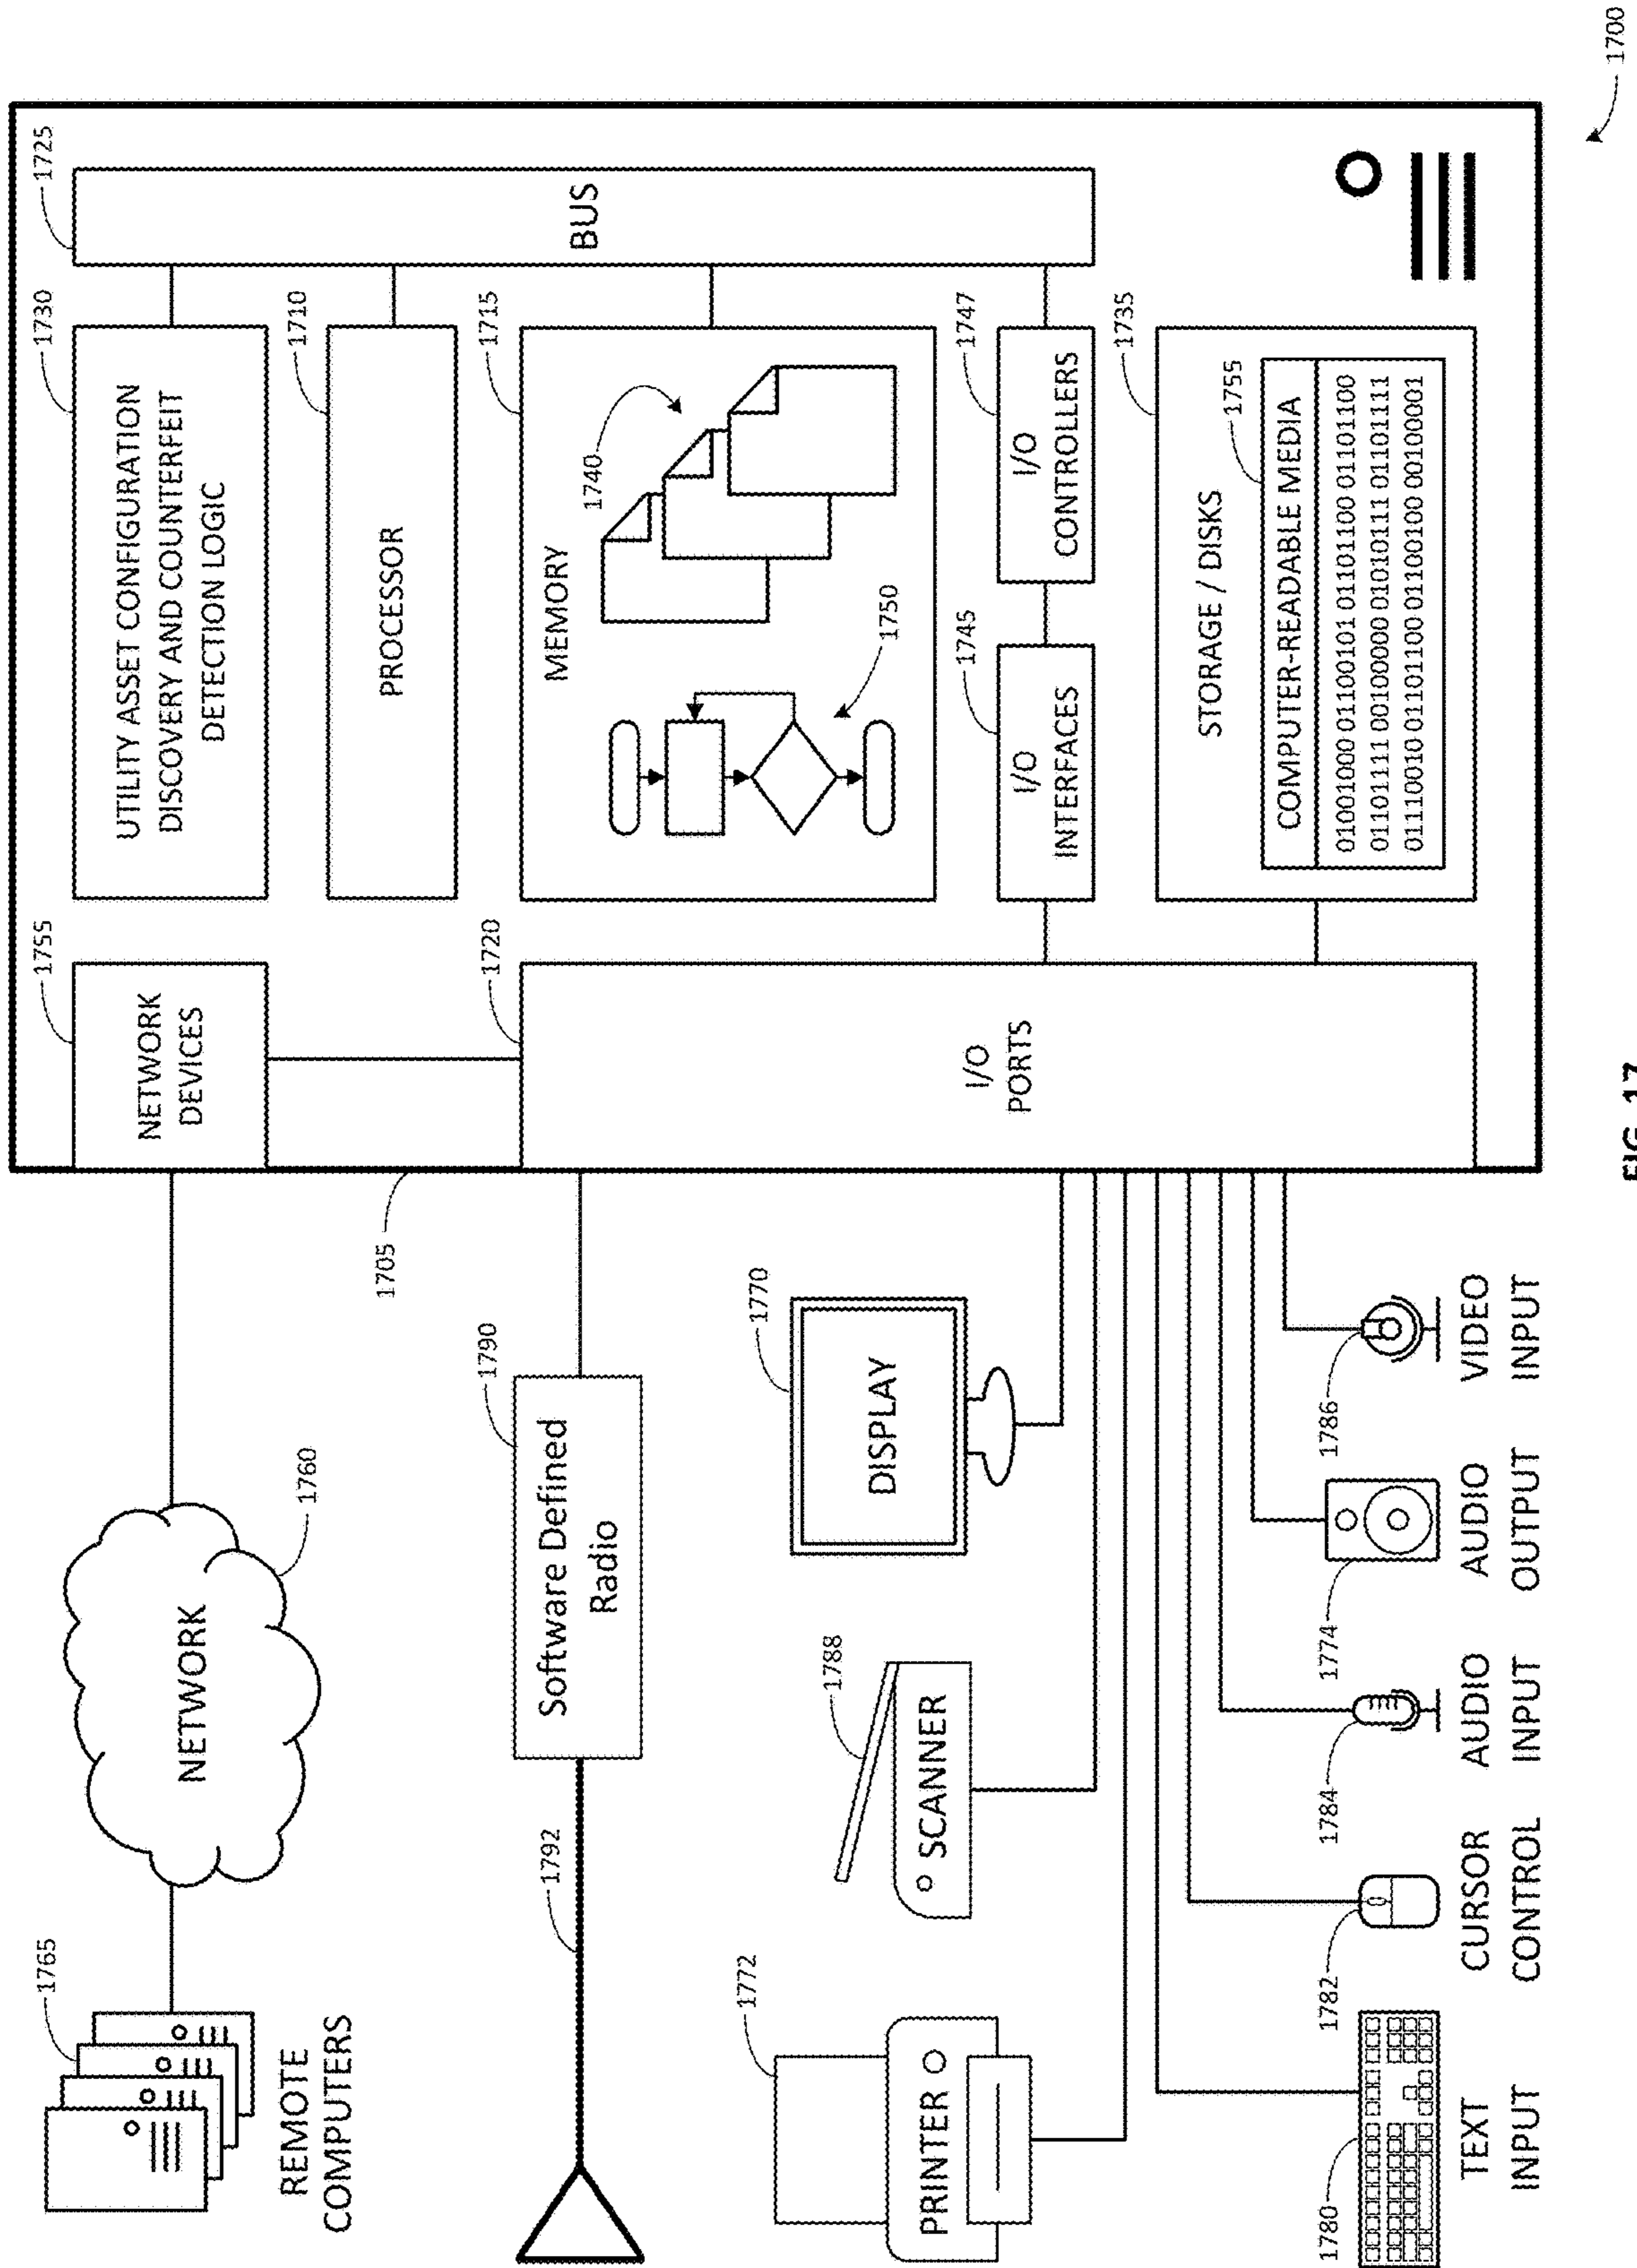 1765
REMOTE
COMPUTERS
NETWORK
1760
1755
NETWORK
DEVICES
1730
UTILITY ASSET CONFIGURATION
DISCOVERY AND COUNTERFEIT
DETECTION LOGIC
1725
BUS
1705
1710
PROCESSOR
1792
1790
Software Defined
Radio
1720
I/O
PORTS
1715
MEMORY
1740
1750
1772
PRINTER
1788
SCANNER
1770
DISPLAY
1745
I/O
INTERFACES
1747
I/O
CONTROLLERS
1735
STORAGE / DISKS
1755
COMPUTER-READABLE MEDIA
01001000 01100101 01101100 01101100
01101111 00100000 01010111 01101111
01110010 01101100 01100100 00100001
1780
TEXT
INPUT
1782
CURSOR
CONTROL
1784
AUDIO
INPUT
1774
AUDIO
OUTPUT
1786
VIDEO
INPUT
1700
FIG. 17